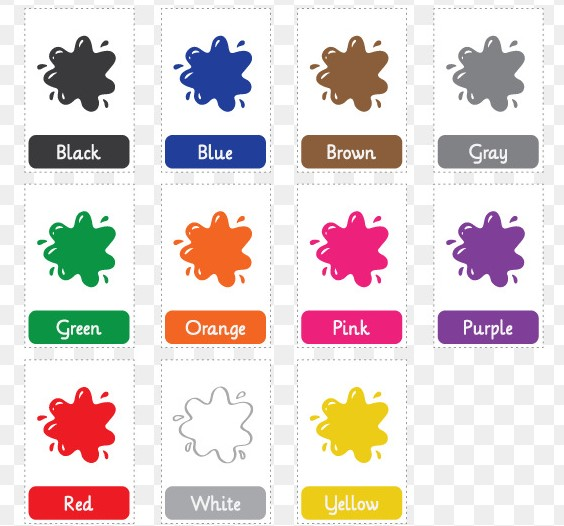 Black
Blue
Brown
Gray
Green
Orange
Pink
Purple
Red
White
Yellow